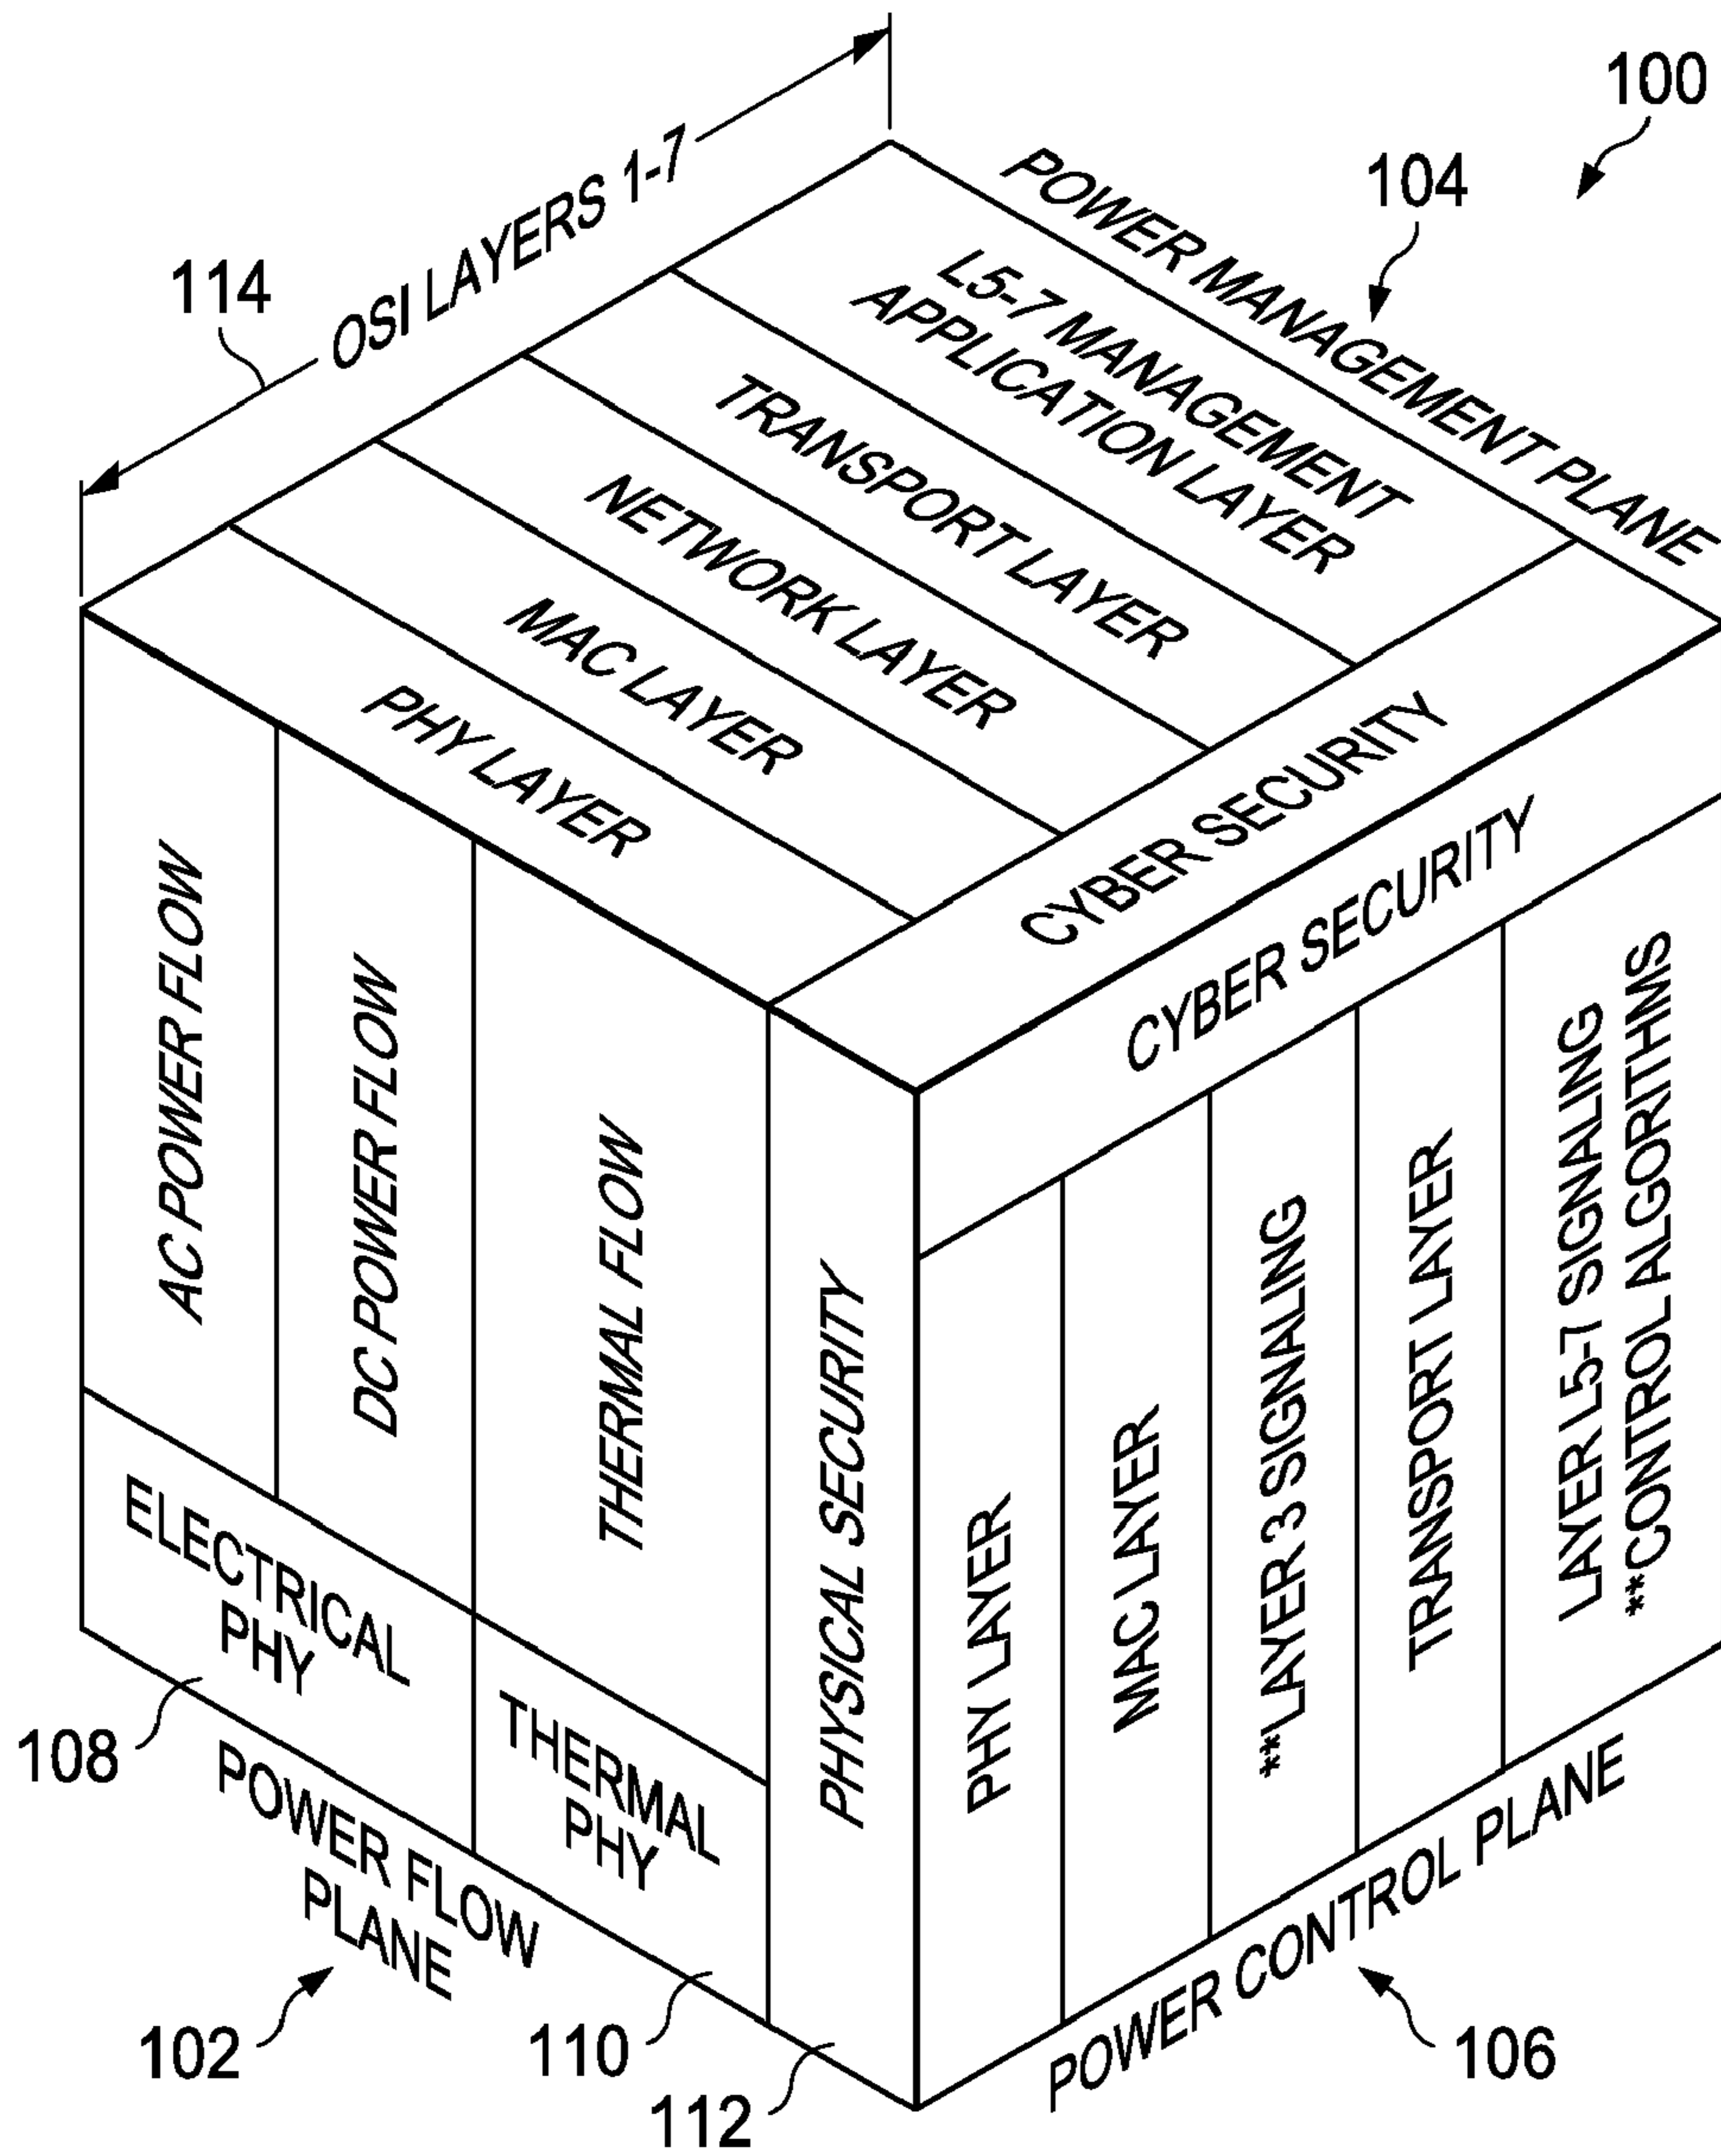 100
104
114
OSI LAYERS 1-7
POWER MANAGEMENT PLANE
L5-7 MANAGEMENT
APPLICATION LAYER
TRANSPORT LAYER
NETWORK LAYER
MAC LAYER
PHY LAYER
CYBER SECURITY
CYBER SECURITY
AC POWER FLOW
DC POWER FLOW
THERMAL FLOW
PHYSICAL SECURITY
ELECTRICAL
PHY
THERMAL
PHY
PHY LAYER
MAC LAYER
**LAYER 3 SIGNALING
TRANSPORT LAYER
LAYER L5-7 SIGNALING
**CONTROL ALGORITHMS
108
POWER FLOW
PLANE
102
110
112
POWER CONTROL PLANE
106